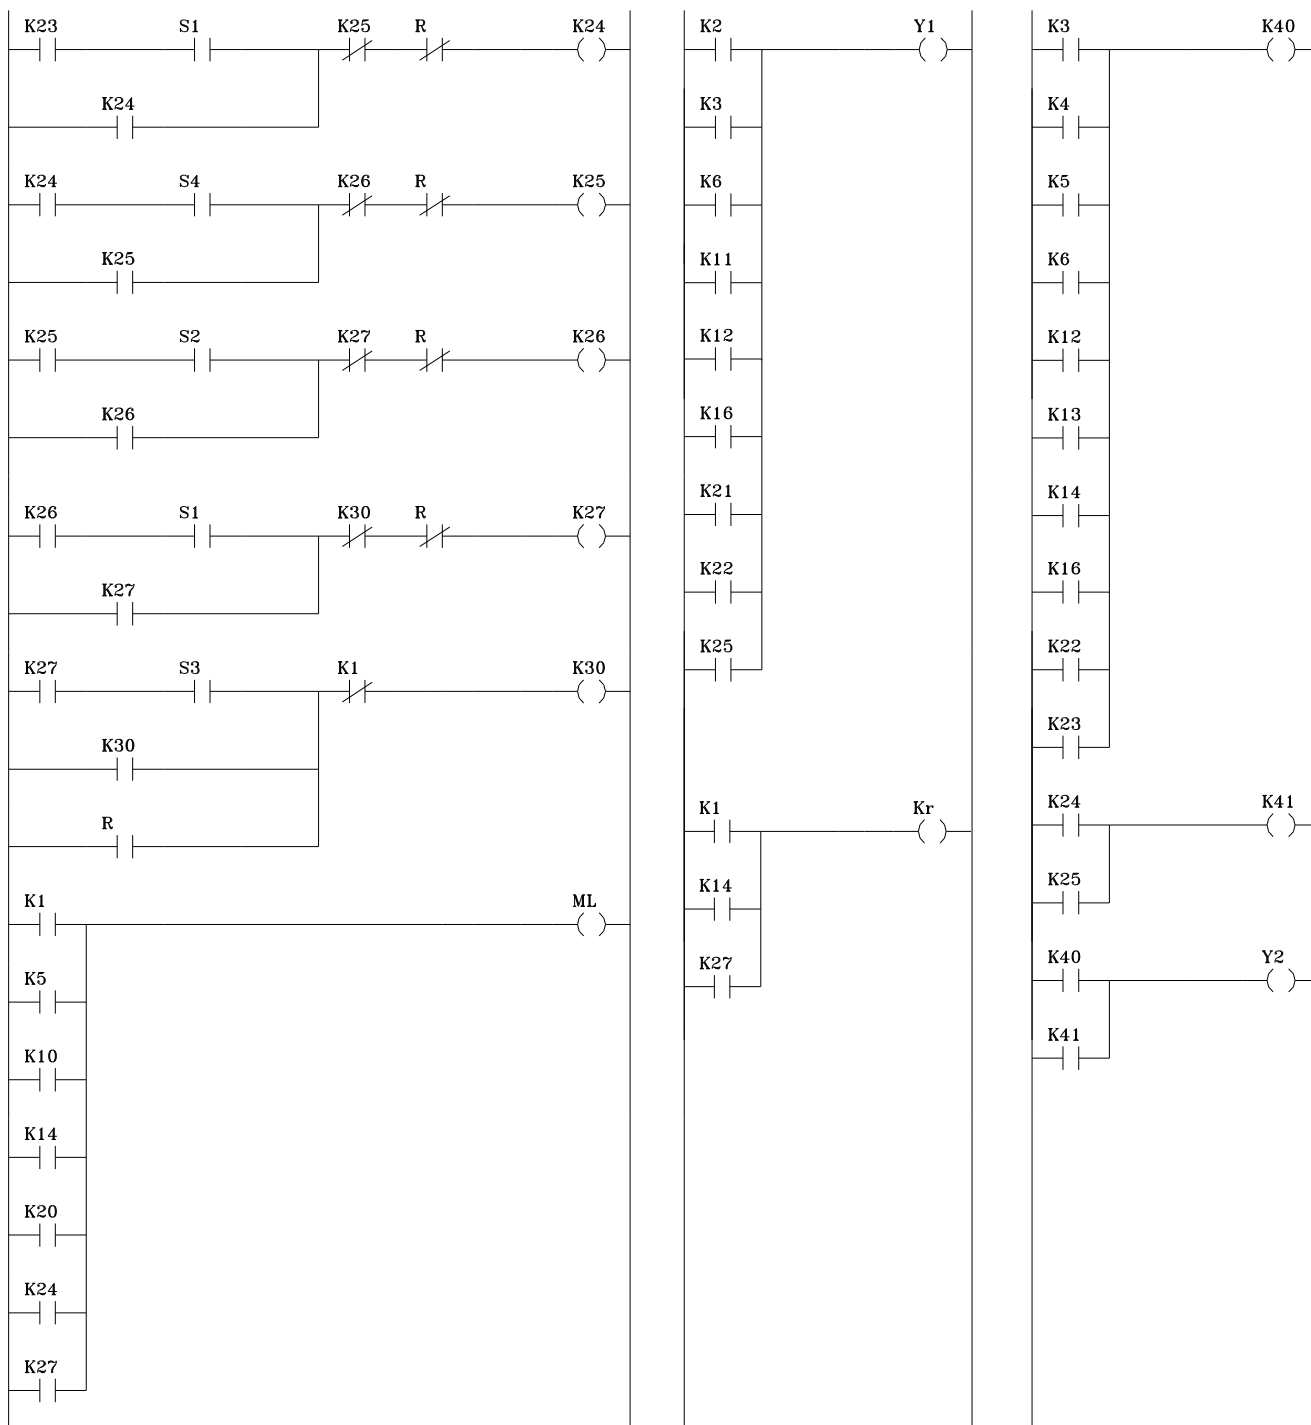 K23 S1 K25 R K24
K24
K24 S4 K26 R K25
K25
K25 S2 K27 R K26
K26
K26 S1 K30 R K27
K27
K27 S3 K1 K30
K30
R
K1 ML
K5
K10
K14
K20
K24
K27
K2 Y1
K3
K6
K11
K12
K16
K21
K22
K25
K1 Kr
K14
K27
K3 K40
K4
K5
K6
K12
K13
K14
K16
K22
K23
K24 K41
K25
K40 Y2
K41